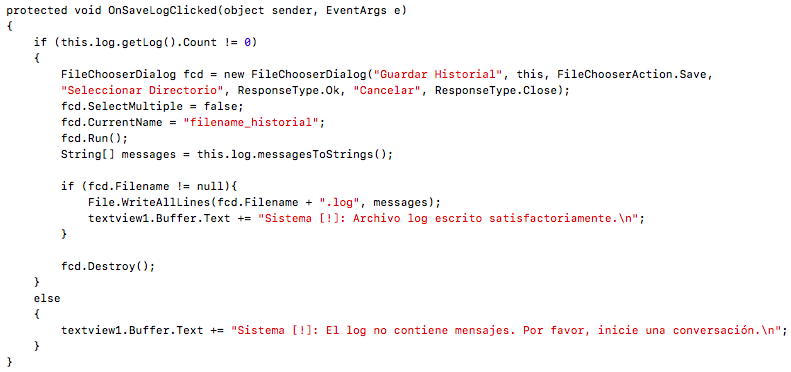 protected void OnSaveLogClicked(object sender, EventArgs e)
{
    if (this.log.getLog().Count != 0)
    {
        FileChooserDialog fcd = new FileChooserDialog("Guardar Historial", this, FileChooserAction.Save,
        "Seleccionar Directorio", ResponseType.Ok, "Cancelar", ResponseType.Close);
        fcd.SelectMultiple = false;
        fcd.CurrentName = "filename_historial";
        fcd.Run();
        String[] messages = this.log.messagesToStrings();

        if (fcd.Filename != null){
            File.WriteAllLines(fcd.Filename + ".log", messages);
            textview1.Buffer.Text += "Sistema [!]: Archivo log escrito satisfactoriamente.\n";
        }

        fcd.Destroy();
    }
    else
    {
        textview1.Buffer.Text += "Sistema [!]: El log no contiene mensajes. Por favor, inicie una conversación.\n";
    }
}